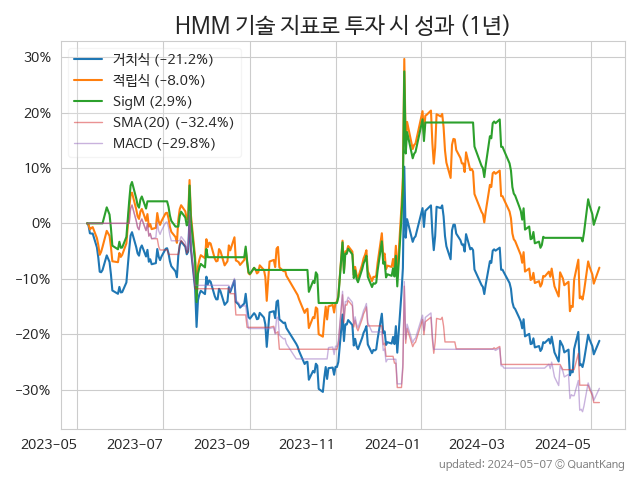 HMM 기술 지표로 투자 시 성과 (1년)
30%
20%
10%
0%
−10%
−20%
−30%
거치식 (−21.2%)
적립식 (−8.0%)
SigM (2.9%)
SMA(20) (−32.4%)
MACD (−29.8%)
2023-05
2023-07
2023-09
2023-11
2024-01
2024-03
2024-05
updated: 2024-05-07 © QuantKang